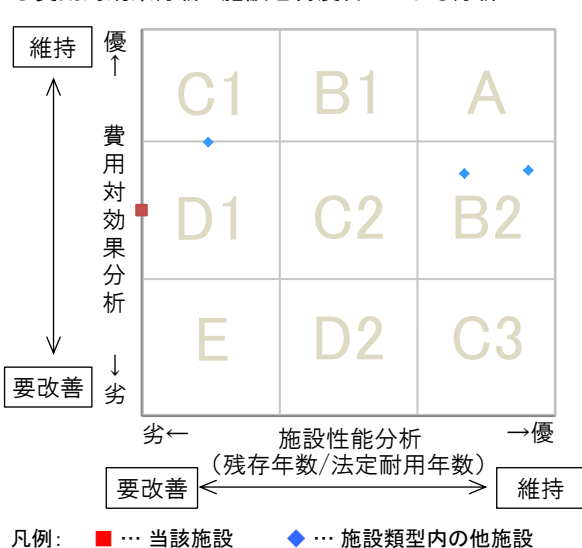 維持
優
↑
費用対効果分析
↓
劣
要改善
C1 B1 A
D1 C2 B2
E D2 C3
劣← 施設性能分析 →優
（残存年数/法定耐用年数）
要改善 維持
凡例： ■ … 当該施設 ◆ … 施設類型内の他施設